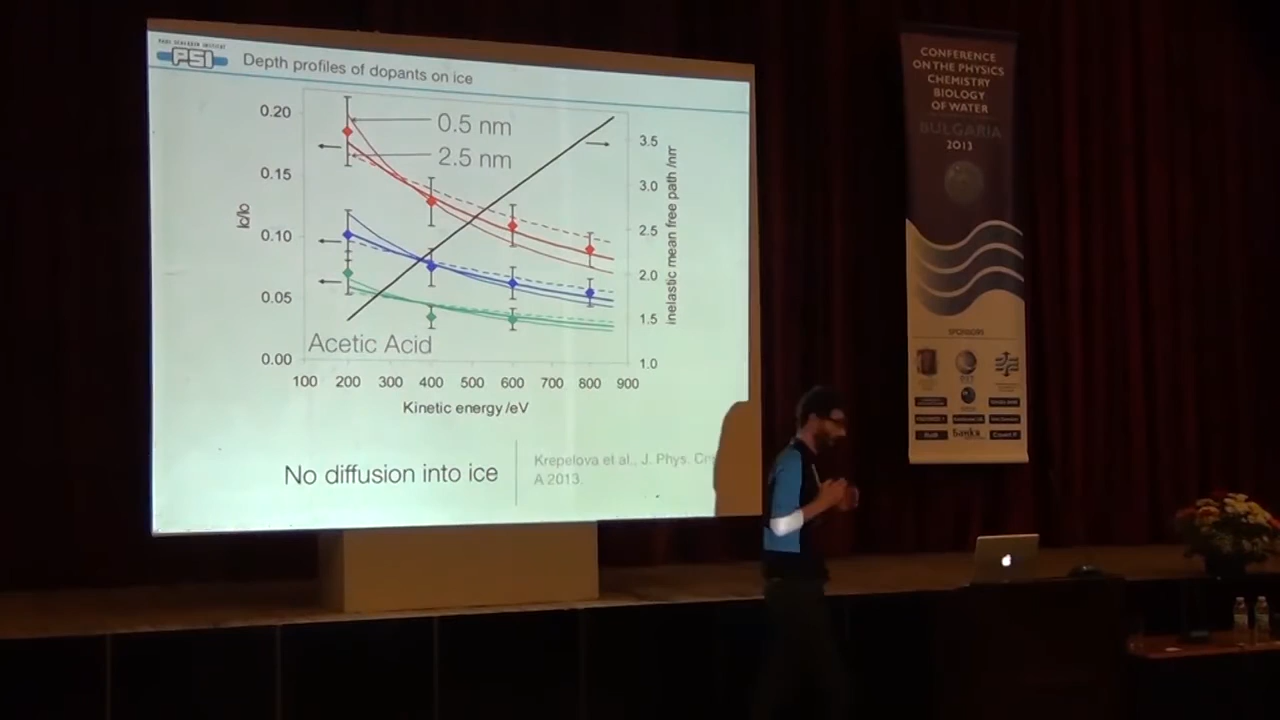 PAUL SCHERRER INSTITUT
PSI
Depth profiles of dopants on ice
0.20
0.15
0.10
0.05
0.00
Ic/Io
0.5 nm
2.5 nm
3.5
3.0
2.5
2.0
1.5
1.0
inelastic mean free path /nm
Acetic Acid
100 200 300 400 500 600 700 800 900
Kinetic energy /eV
No diffusion into ice
Krepelova et al., J. Phys.
A 2013.
CONFERENCE
ON THE PHYSICS
CHEMISTRY
BIOLOGY
OF WATER
BULGARIA
2013
SPONSORS
Банка